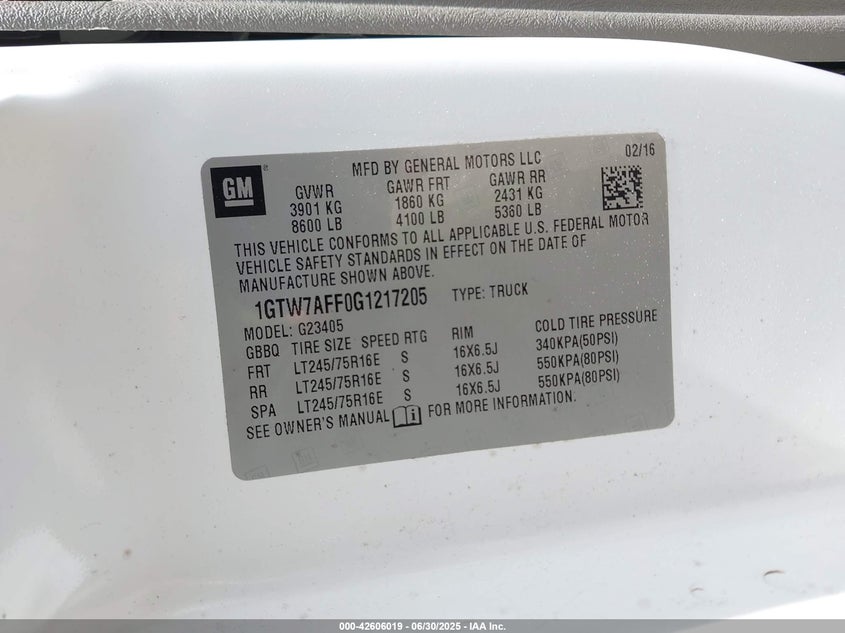 MFD BY GENERAL MOTORS LLC 02/16
GM
GVWR GAWR FRT GAWR RR
3901 KG 1860 KG 2431 KG
8600 LB 4100 LB 5360 LB
THIS VEHICLE CONFORMS TO ALL APPLICABLE U.S. FEDERAL MOTOR
VEHICLE SAFETY STANDARDS IN EFFECT ON THE DATE OF
MANUFACTURE SHOWN ABOVE.
1GTW7AFF0G1217205 TYPE: TRUCK
MODEL: G23405
GBBQ TIRE SIZE SPEED RTG RIM COLD TIRE PRESSURE
FRT LT245/75R16E S 16X6.5J 340KPA(50PSI)
RR LT245/75R16E S 16X6.5J 550KPA(80PSI)
SPA LT245/75R16E S 16X6.5J 550KPA(80PSI)
SEE OWNER'S MANUAL FOR MORE INFORMATION.
000-42606019 - 06/30/2025 - IAA Inc.